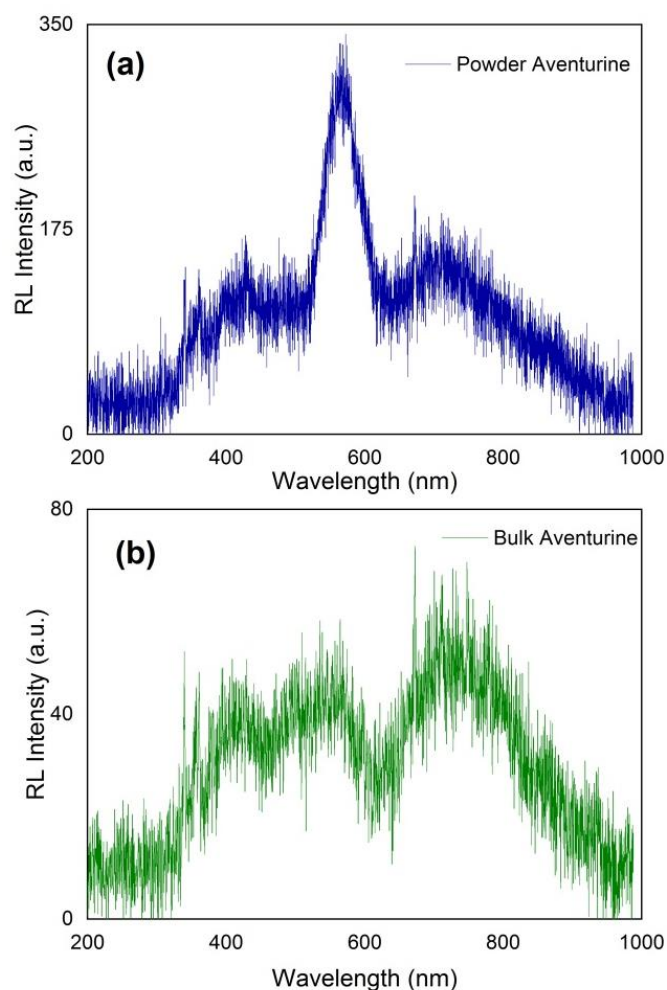 350
(a)
Powder Aventurine
RL Intensity (a.u.)
175
0
200 400 600 800 1000
Wavelength (nm)
80
(b)
Bulk Aventurine
RL Intensity (a.u.)
40
0
200 400 600 800 1000
Wavelength (nm)